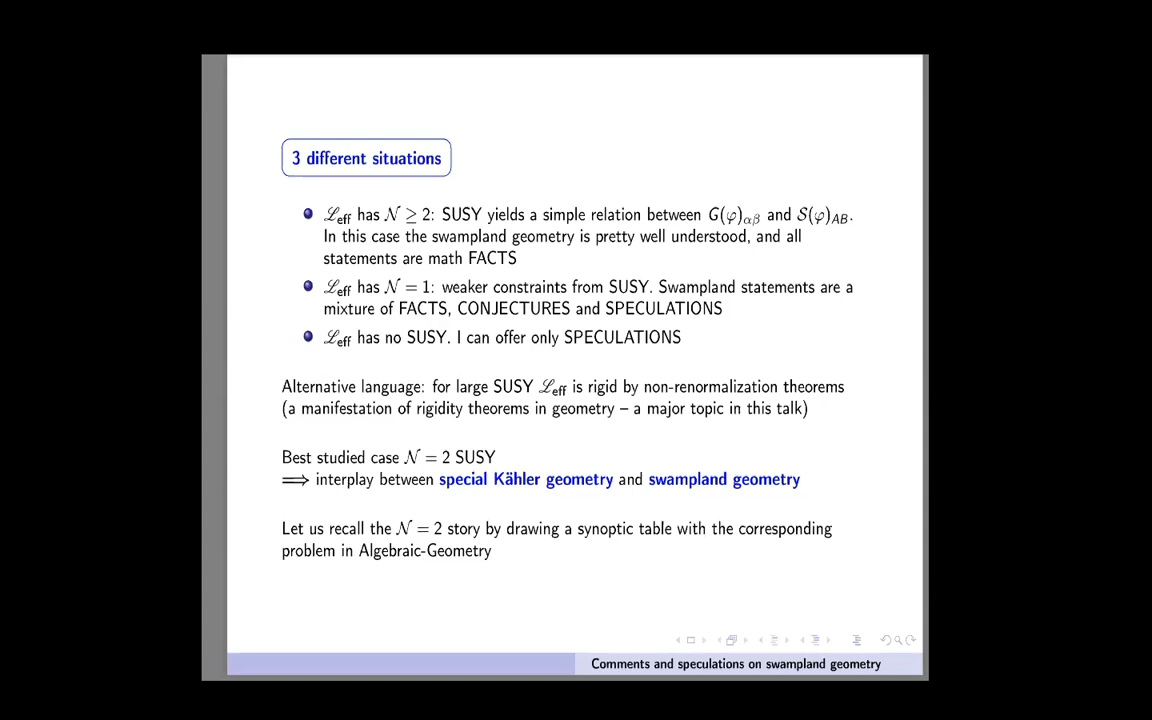 3 different situations
ℒeff has 𝒩 ≥ 2: SUSY yields a simple relation between G(φ)αβ and 𝒮(φ)AB.
In this case the swampland geometry is pretty well understood, and all
statements are math FACTS
ℒeff has 𝒩 = 1: weaker constraints from SUSY. Swampland statements are a
mixture of FACTS, CONJECTURES and SPECULATIONS
ℒeff has no SUSY. I can offer only SPECULATIONS
Alternative language: for large SUSY ℒeff is rigid by non-renormalization theorems
(a manifestation of rigidity theorems in geometry – a major topic in this talk)
Best studied case 𝒩 = 2 SUSY
⟹ interplay between special Kähler geometry and swampland geometry
Let us recall the 𝒩 = 2 story by drawing a synoptic table with the corresponding
problem in Algebraic-Geometry
Comments and speculations on swampland geometry